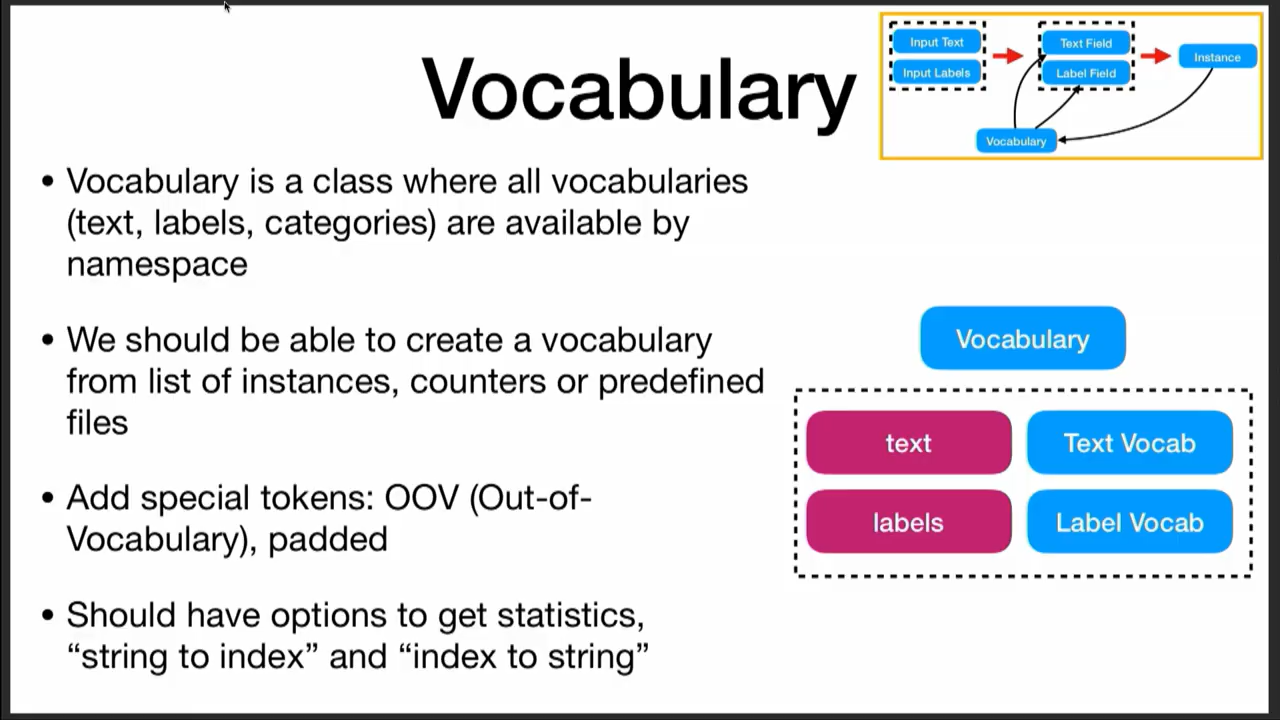 Vocabulary
Input Text
Input Labels
Text Field
Label Field
Instance
Vocabulary
• Vocabulary is a class where all vocabularies
(text, labels, categories) are available by
namespace
• We should be able to create a vocabulary
from list of instances, counters or predefined
files
• Add special tokens: OOV (Out-of-
Vocabulary), padded
• Should have options to get statistics,
“string to index” and “index to string”
Vocabulary
text
Text Vocab
labels
Label Vocab